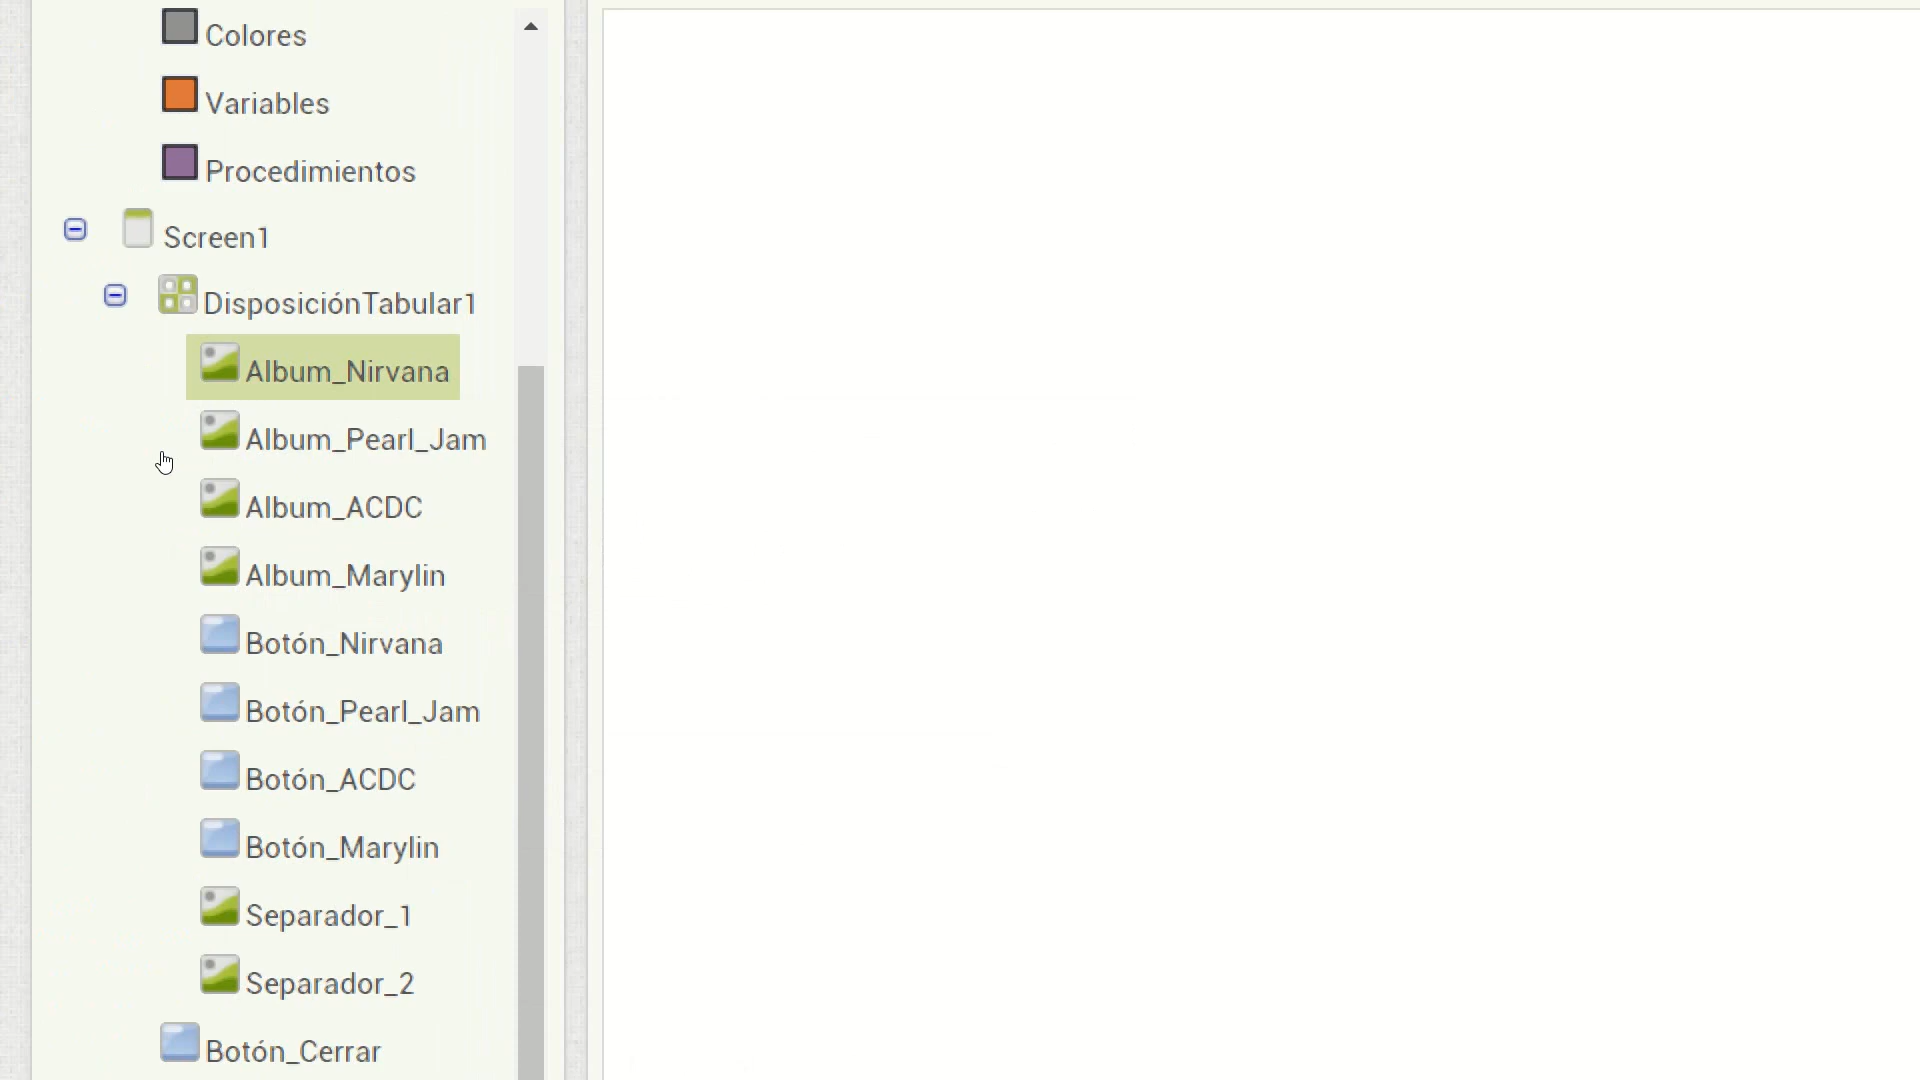 Colores
Variables
Procedimientos
Screen1
DisposiciónTabular1
Album_Nirvana
Album_Pearl_Jam
Album_ACDC
Album_Marylin
Botón_Nirvana
Botón_Pearl_Jam
Botón_ACDC
Botón_Marylin
Separador_1
Separador_2
Botón_Cerrar